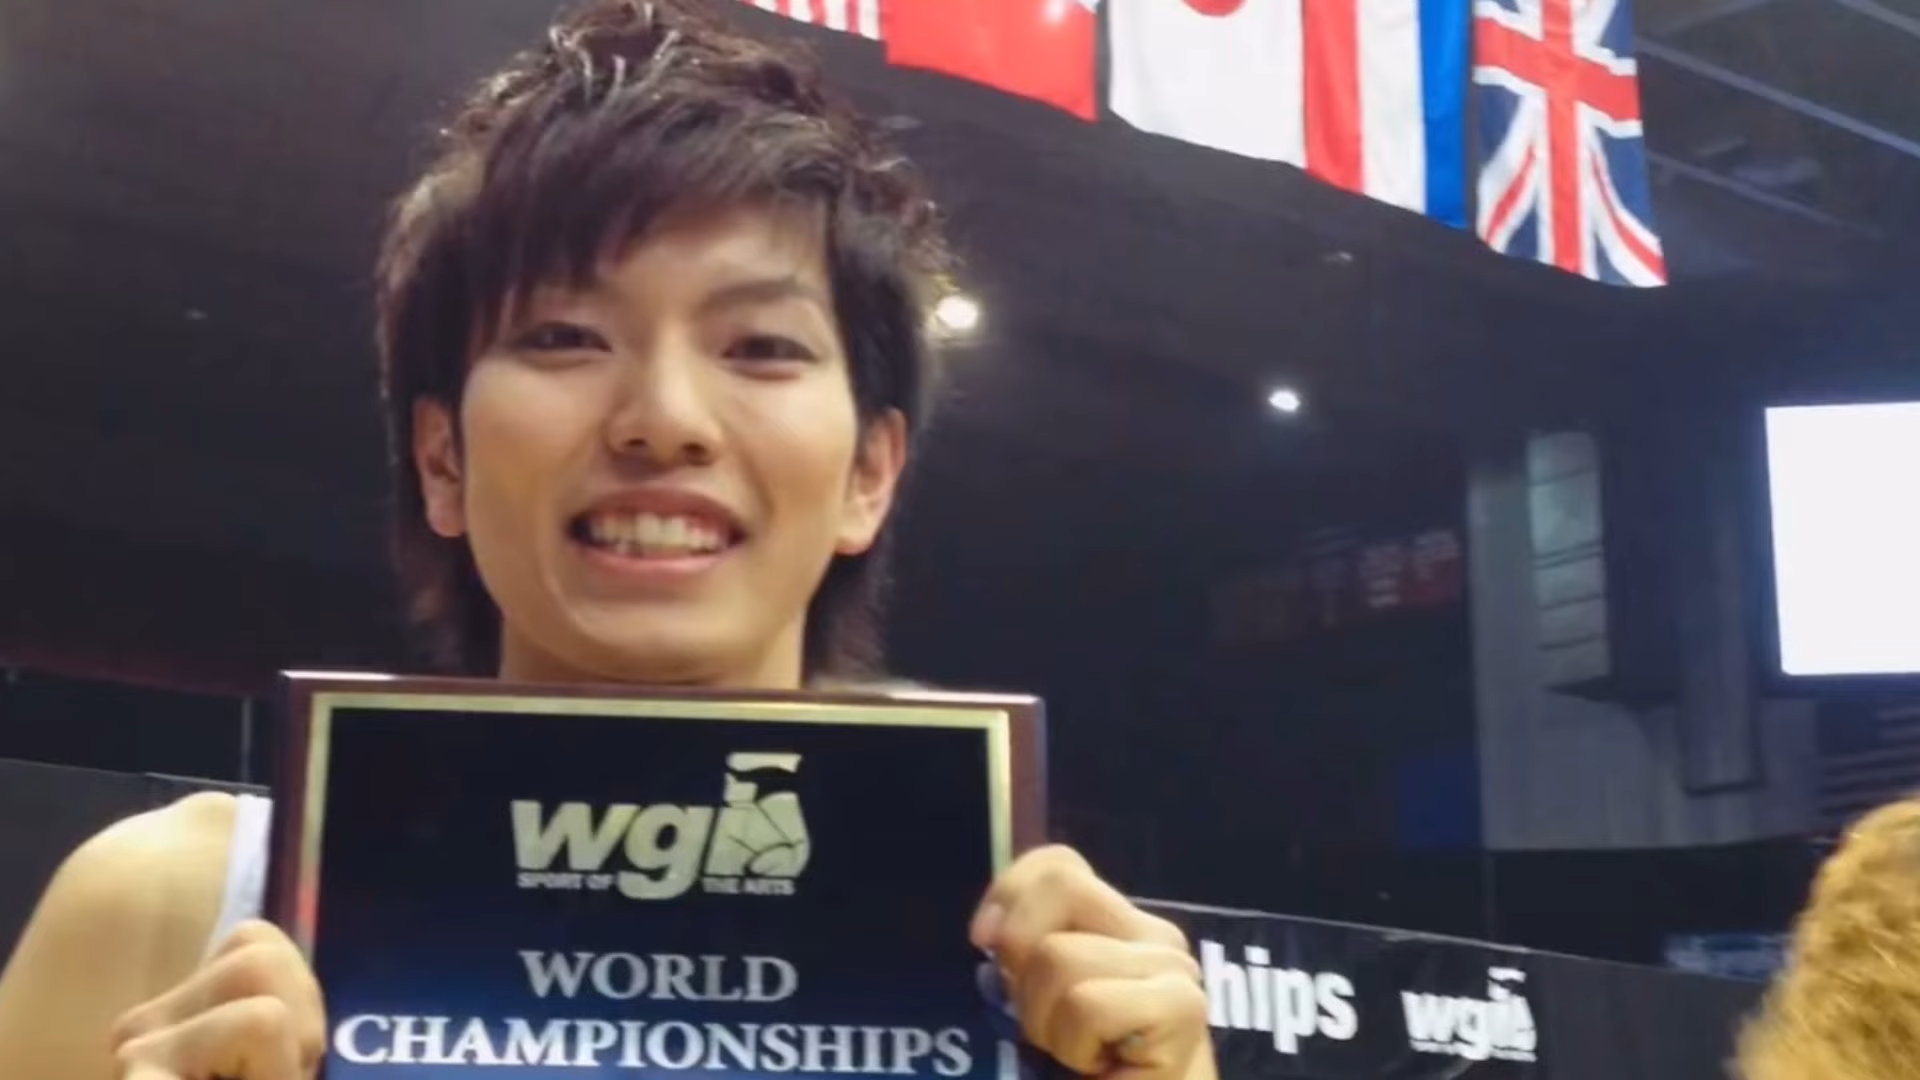 wgi
SPORT OF THE ARTS
WORLD
CHAMPIONSHIPS
hips wgi